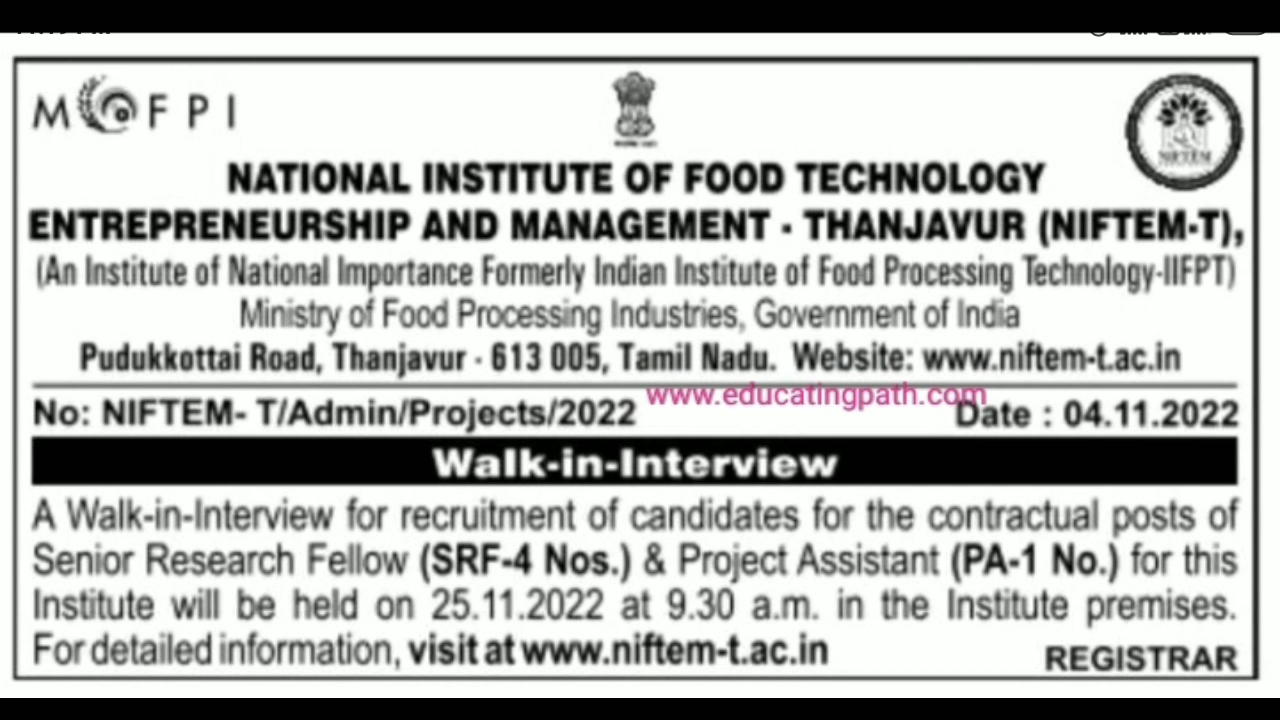 M FPI
NATIONAL INSTITUTE OF FOOD TECHNOLOGY
ENTREPRENEURSHIP AND MANAGEMENT - THANJAVUR (NIFTEM-T),
(An Institute of National Importance Formerly Indian Institute of Food Processing Technology-IIFPT)
Ministry of Food Processing Industries, Government of India
Pudukkottai Road, Thanjavur - 613 005, Tamil Nadu. Website: www.niftem-t.ac.in
www.educatingpath.com
No: NIFTEM- T/Admin/Projects/2022 Date : 04.11.2022
Walk-in-Interview
A Walk-in-Interview for recruitment of candidates for the contractual posts of
Senior Research Fellow (SRF-4 Nos.) & Project Assistant (PA-1 No.) for this
Institute will be held on 25.11.2022 at 9.30 a.m. in the Institute premises.
For detailed information, visit at www.niftem-t.ac.in
REGISTRAR